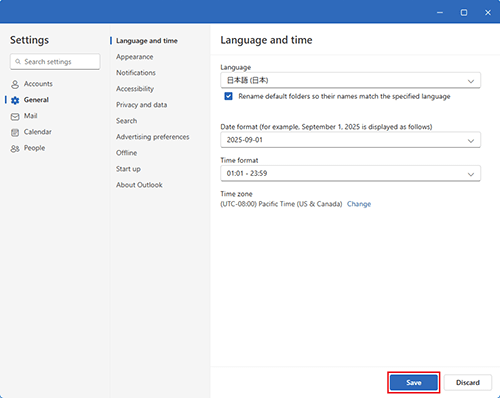 Settings
Search settings
Accounts
General
Mail
Calendar
People
Language and time
Appearance
Notifications
Accessibility
Privacy and data
Search
Advertising preferences
Offline
Start up
About Outlook
Language and time
Language
日本語 (日本)
Rename default folders so their names match the specified language
Date format (for example, September 1, 2025 is displayed as follows)
2025-09-01
Time format
01:01 - 23:59
Time zone
(UTC-08:00) Pacific Time (US & Canada) Change
Save Discard